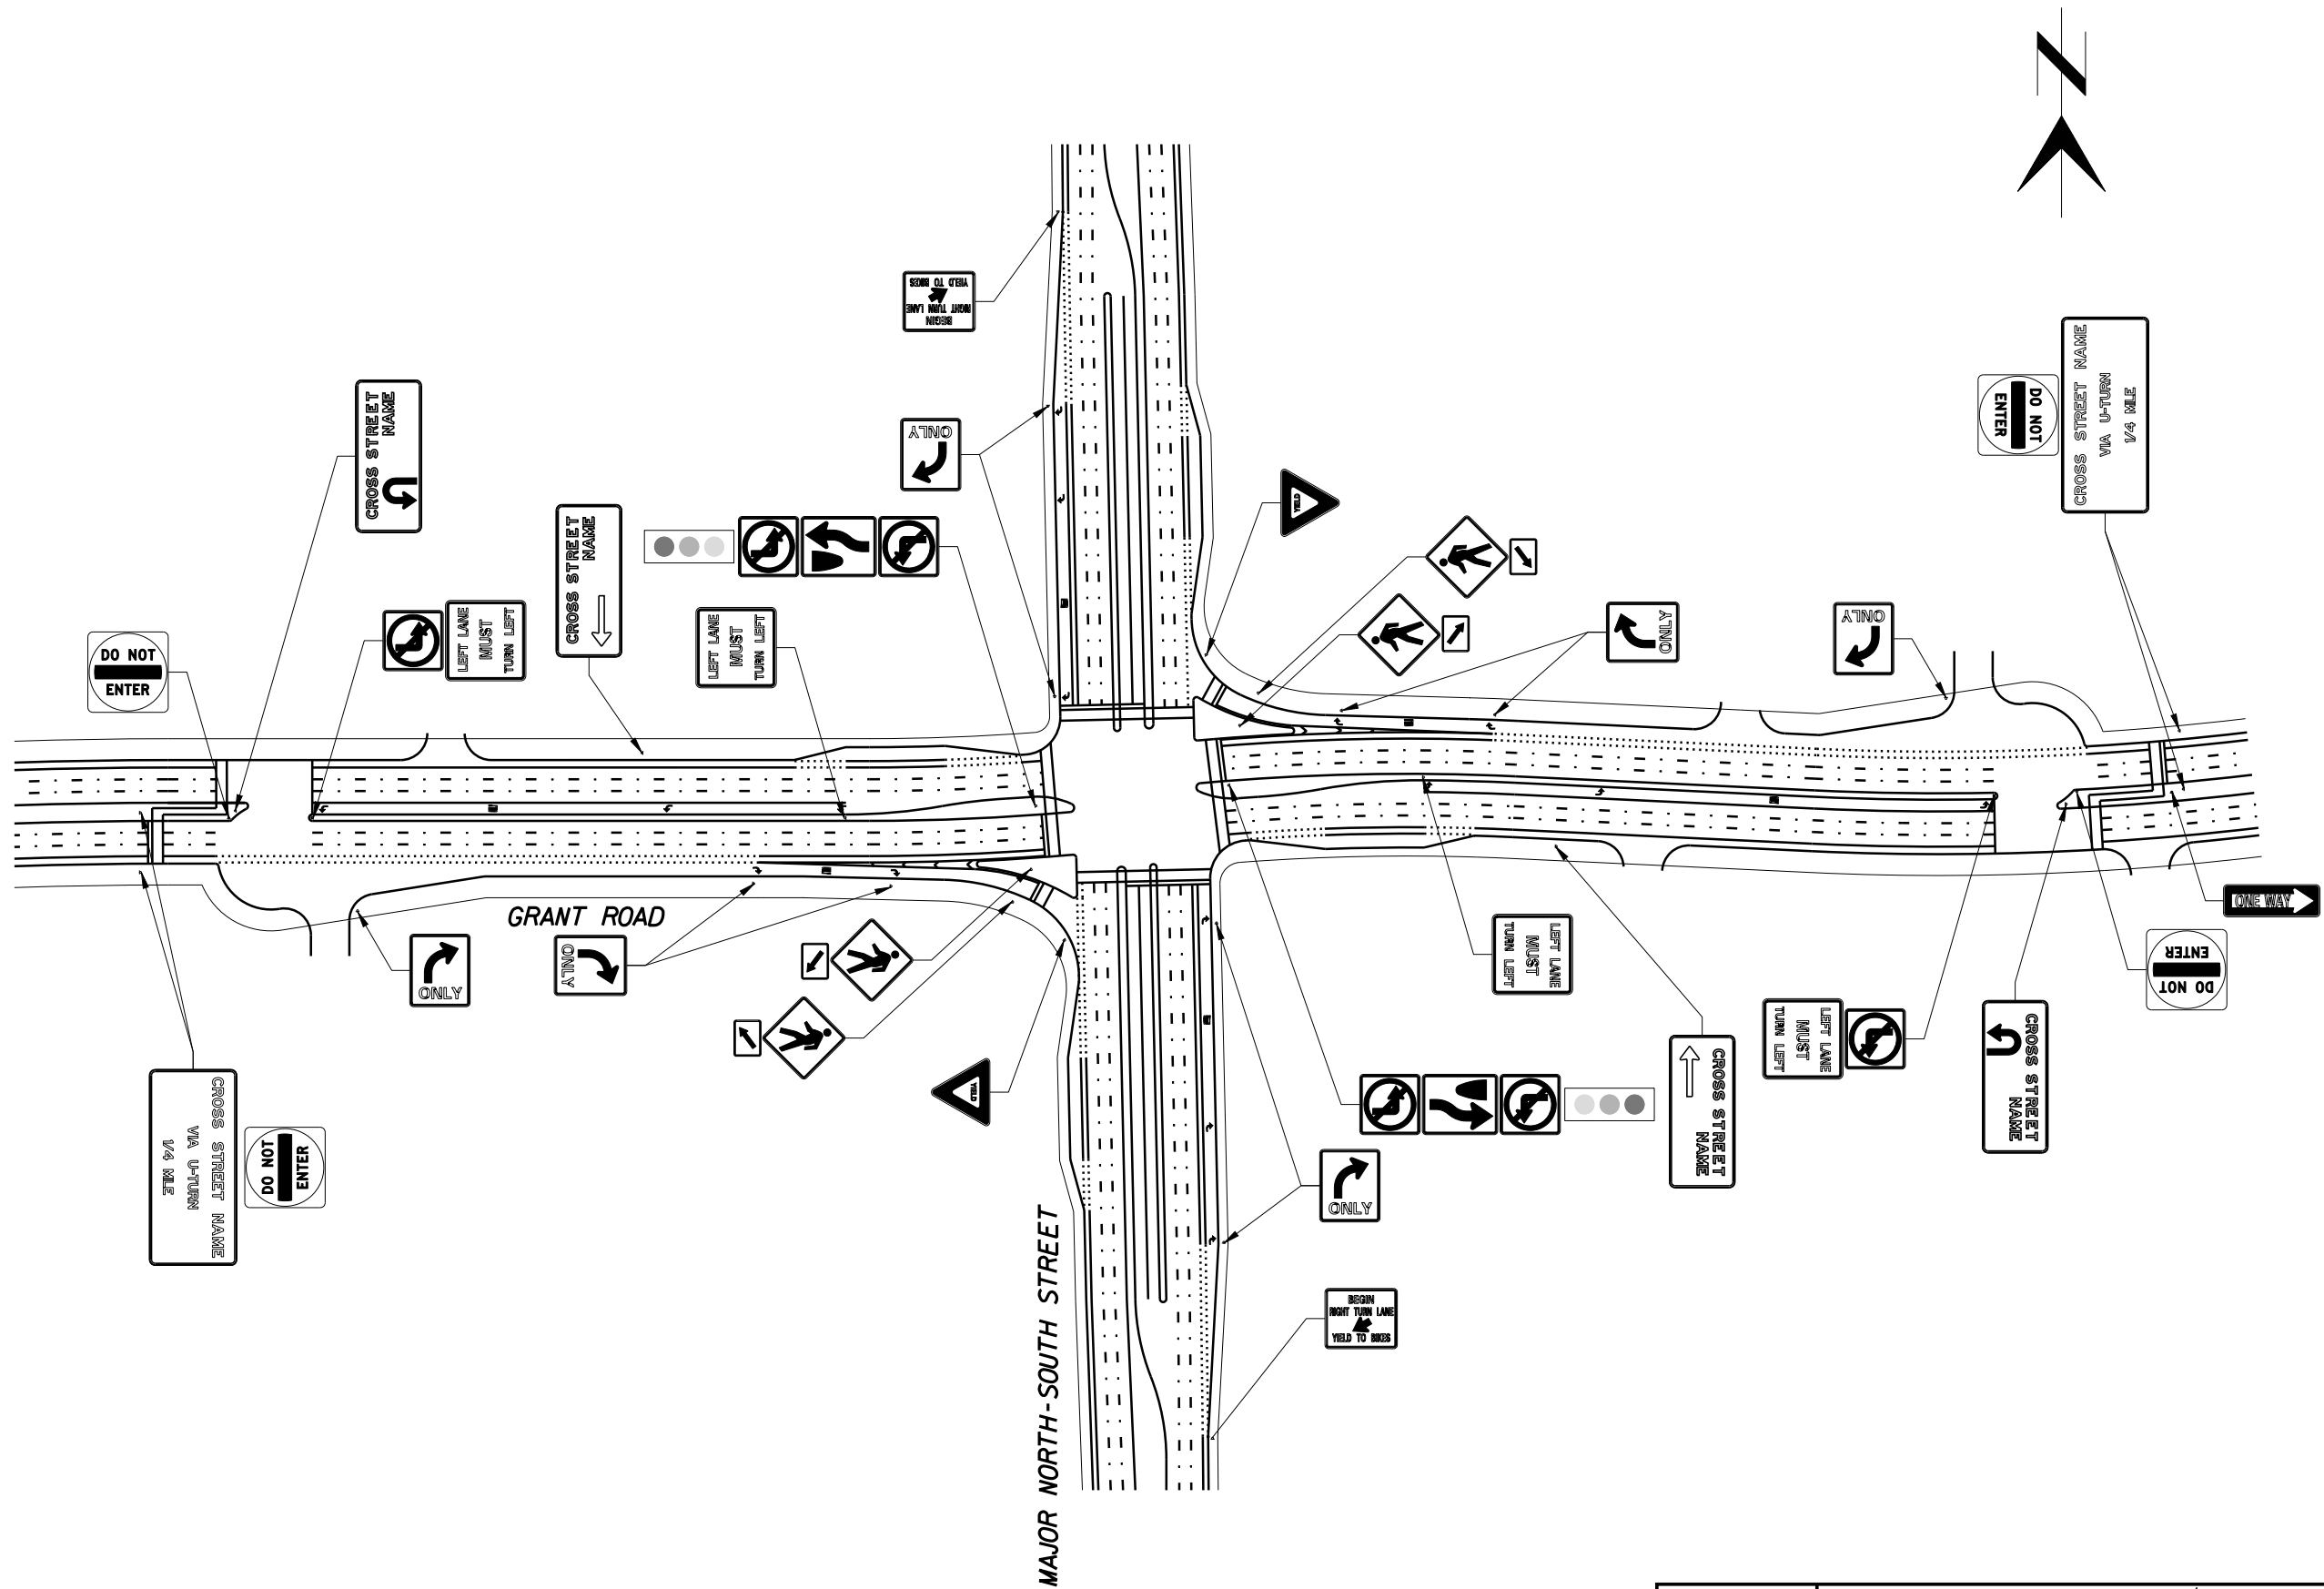 N
YIELD TO BIKES
RIGHT TURN LANE
BEGIN
CROSS STREET NAME
VIA U-TURN
1/4 MILE
DO NOT
ENTER
CROSS STREET
NAME
ONLY
YIELD
CROSS STREET
NAME
DO NOT
ENTER
LEFT LANE
MUST
TURN LEFT
LEFT LANE
MUST
TURN LEFT
ONLY
ONLY
GRANT ROAD
ONLY
ONLY
ONE WAY
LEFT LANE
MUST
TURN LEFT
DO NOT
ENTER
LEFT LANE
MUST
TURN LEFT
CROSS STREET
NAME
CROSS STREET
NAME
YIELD
CROSS STREET NAME
VIA U-TURN
1/4 MILE
DO NOT
ENTER
ONLY
MAJOR NORTH-SOUTH STREET
BEGIN
RIGHT TURN LANE
YIELD TO BIKES